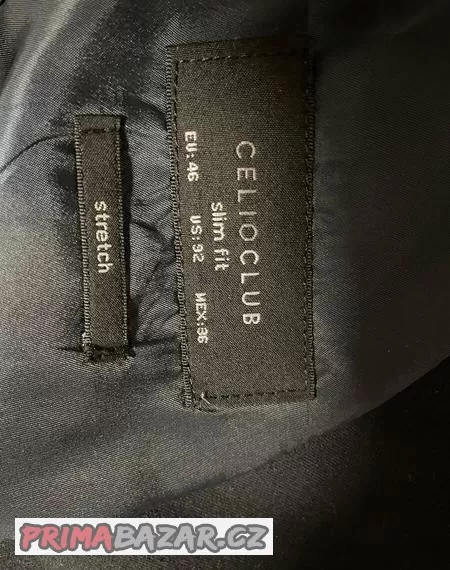 CELIOCLUB
slim fit
EU:46 US:92 MEX:36
stretch
PRIMABAZAR.CZ